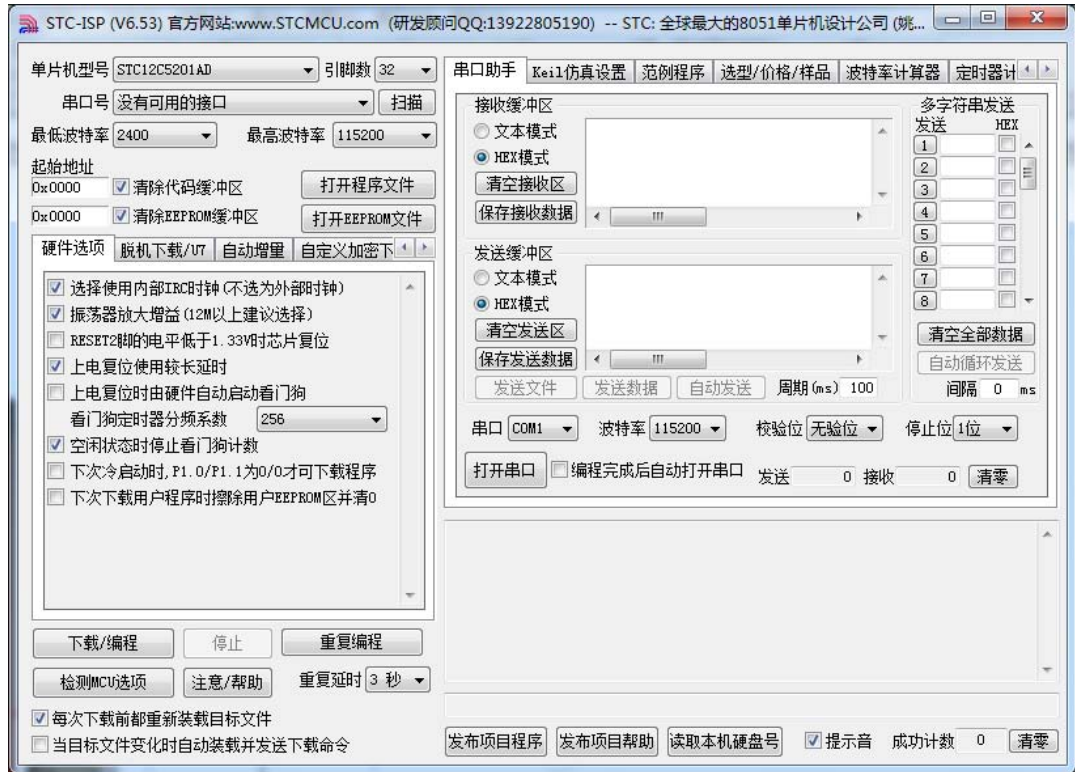 STC-ISP (V6.53) 官方网站:www.STCMCU.com (研发顾问QQ:13922805190) -- STC: 全球最大的8051单片机设计公司 (姚...
单片机型号 STC12C5201AD 引脚数 32
串口号 没有可用的接口 扫描
最低波特率 2400 最高波特率 115200
起始地址
0x0000 清除代码缓冲区 打开程序文件
0x0000 清除EEPROM缓冲区 打开EEPROM文件
硬件选项 脱机下载/U7 自动增量 自定义加密下
选择使用内部IRC时钟(不选为外部时钟)
振荡器放大增益(12M以上建议选择)
RESET2脚的电平低于1.33V时芯片复位
上电复位使用较长延时
上电复位时由硬件自动启动看门狗
看门狗定时器分频系数 256
空闲状态时停止看门狗计数
下次冷启动时,P1.0/P1.1为0/0才可下载程序
下次下载用户程序时擦除用户EEPROM区并清0
下载/编程 停止 重复编程
检测MCU选项 注意/帮助 重复延时 3 秒
每次下载前都重新装载目标文件
当目标文件变化时自动装载并发送下载命令
串口助手 Keil仿真设置 范例程序 选型/价格/样品 波特率计算器 定时器计
接收缓冲区
文本模式
HEX模式
清空接收区
保存接收数据
发送缓冲区
文本模式
HEX模式
清空发送区
保存发送数据
发送文件 发送数据 自动发送 周期(ms) 100
多字符串发送
发送 HEX
1
2
3
4
5
6
7
8
清空全部数据
自动循环发送
间隔 0 ms
串口 COM1 波特率 115200 校验位 无验位 停止位 1位
打开串口 编程完成后自动打开串口 发送 0 接收 0 清零
发布项目程序 发布项目帮助 读取本机硬盘号 提示音 成功计数 0 清零